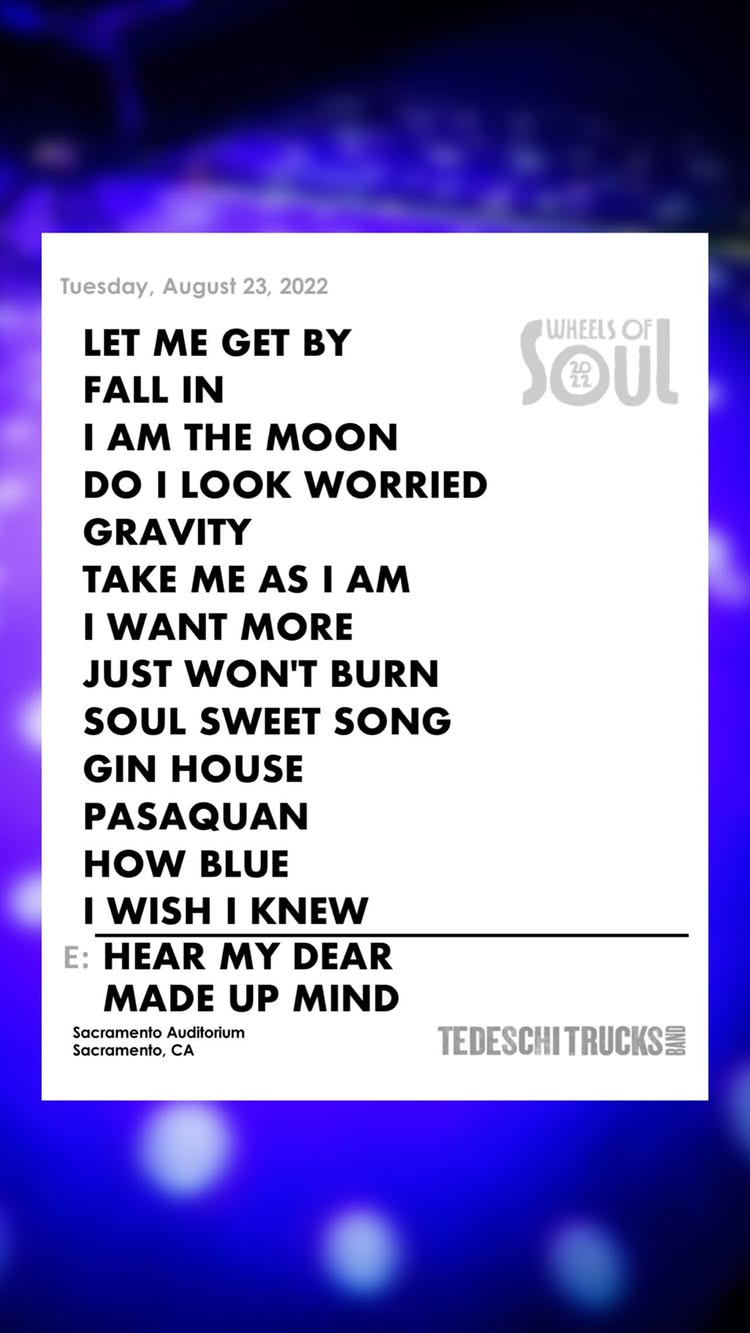 Tuesday, August 23, 2022
WHEELS OF
SOUL
20
22
LET ME GET BY
FALL IN
I AM THE MOON
DO I LOOK WORRIED
GRAVITY
TAKE ME AS I AM
I WANT MORE
JUST WON'T BURN
SOUL SWEET SONG
GIN HOUSE
PASAQUAN
HOW BLUE
I WISH I KNEW
E: HEAR MY DEAR
MADE UP MIND
Sacramento Auditorium
Sacramento, CA
TEDESCHI TRUCKS BAND